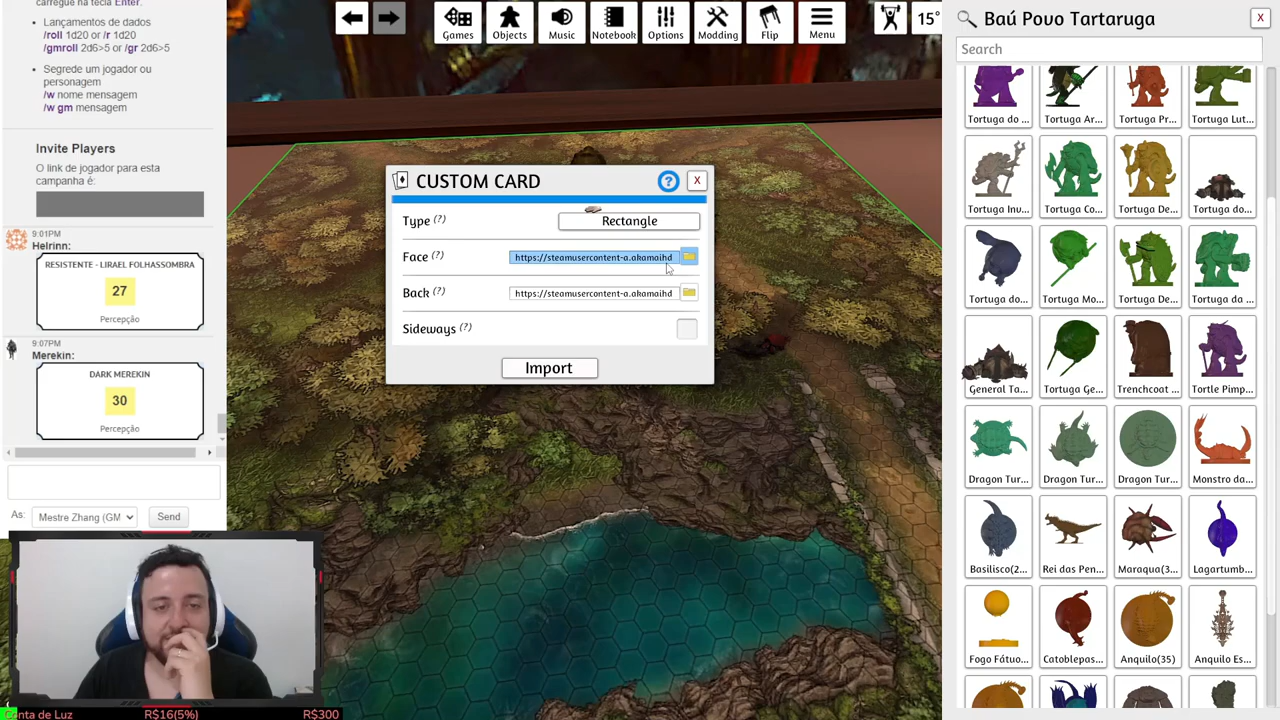 carregue na tecla Enter.
Lançamentos de dados
/roll 1d20 or /r 1d20
/gmroll 2d6>5 or /gr 2d6>5
Segrede um jogador ou
personagem
/w nome mensagem
/w gm mensagem
Invite Players
O link de jogador para esta
campanha é:
9:01PM
Helrinn:
RESISTENTE - LIRAEL FOLHASSOMBRA
27
Percepção
9:07PM
Merekin:
DARK MEREKIN
30
Percepção
As:
Mestre Zhang (GM
Send
Conta de Luz
R$16(5%)
R$300
Games
Objects
Music
Notebook
Options
Modding
Flip
Menu
15°
CUSTOM CARD
?
X
Type (?)
Rectangle
Face (?)
https://steamusercontent-a.akamaihd
Back (?)
https://steamusercontent-a.akamaihd
Sideways (?)
Import
Baú Povo Tartaruga
X
Search
Tortuga do ...
Tortuga Ar...
Tortuga Pr...
Tortuga Lut...
Tortuga Inv...
Tortuga Co...
Tortuga De...
Tortuga do...
Tortuga do...
Tortuga Mo...
Tortuga De...
Tortuga da ...
General Ta...
Tortuga Ge...
Trenchcoat ...
Tortle Pimp...
Dragon Tur...
Dragon Tur...
Dragon Tur...
Monstro da...
Basilisco(2...
Rei das Pen...
Maraqua(3...
Lagartumb...
Fogo Fátuo...
Catoblepas...
Anquilo(35)
Anquilo Es...